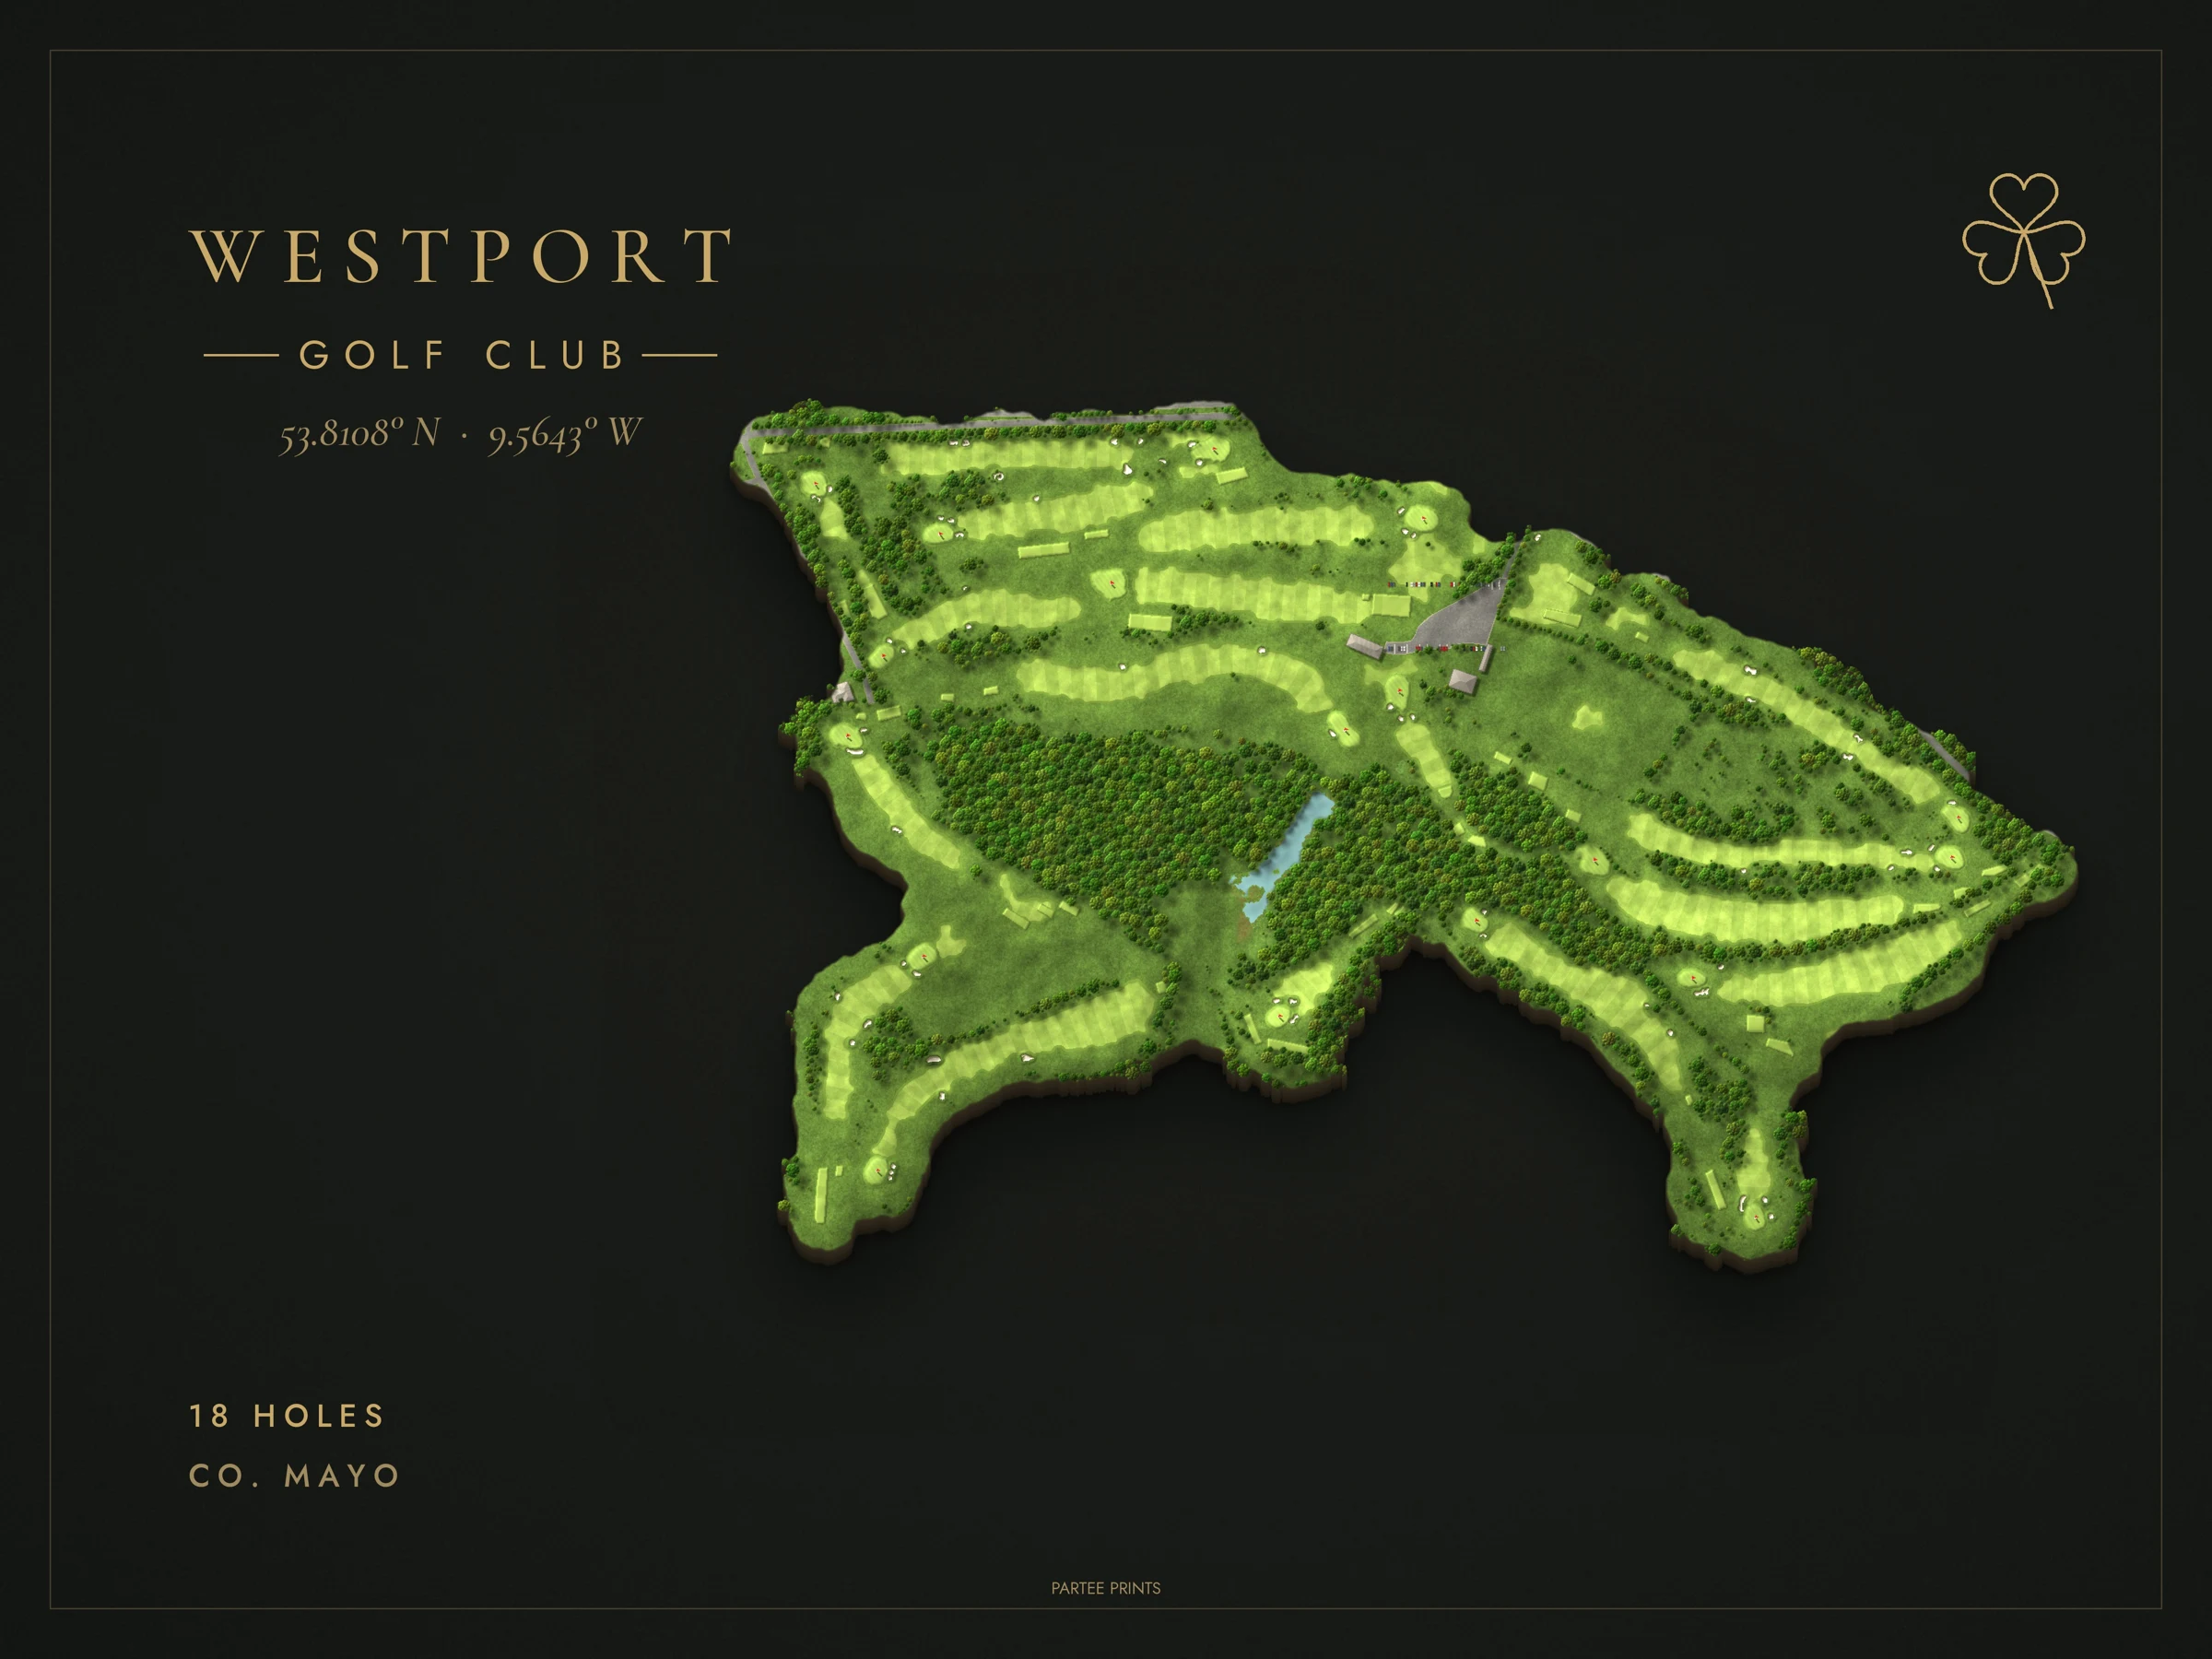 WESTPORT
GOLF CLUB
53.8108° N · 9.5643° W
18 HOLES
CO. MAYO
PARTEE PRINTS